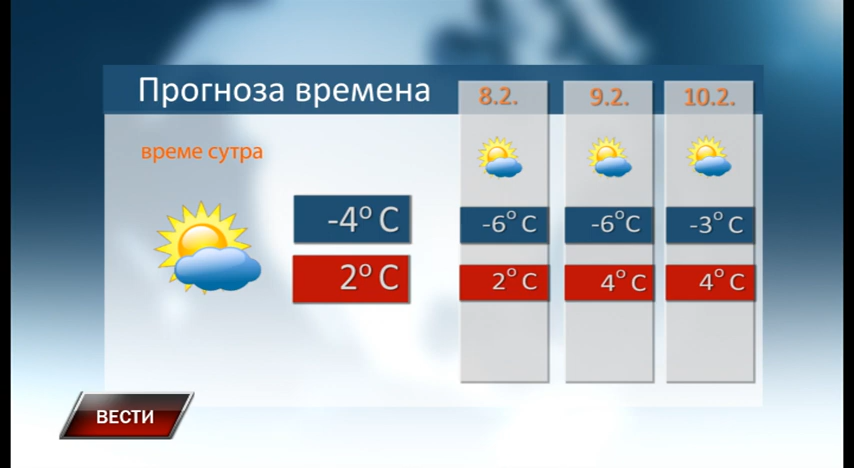 Прогноза времена
време сутра
-4° C
2° C
8.2. 9.2. 10.2.
-6° C -6°C -3° C
2° C 4° C 4° C
ВЕСТИ